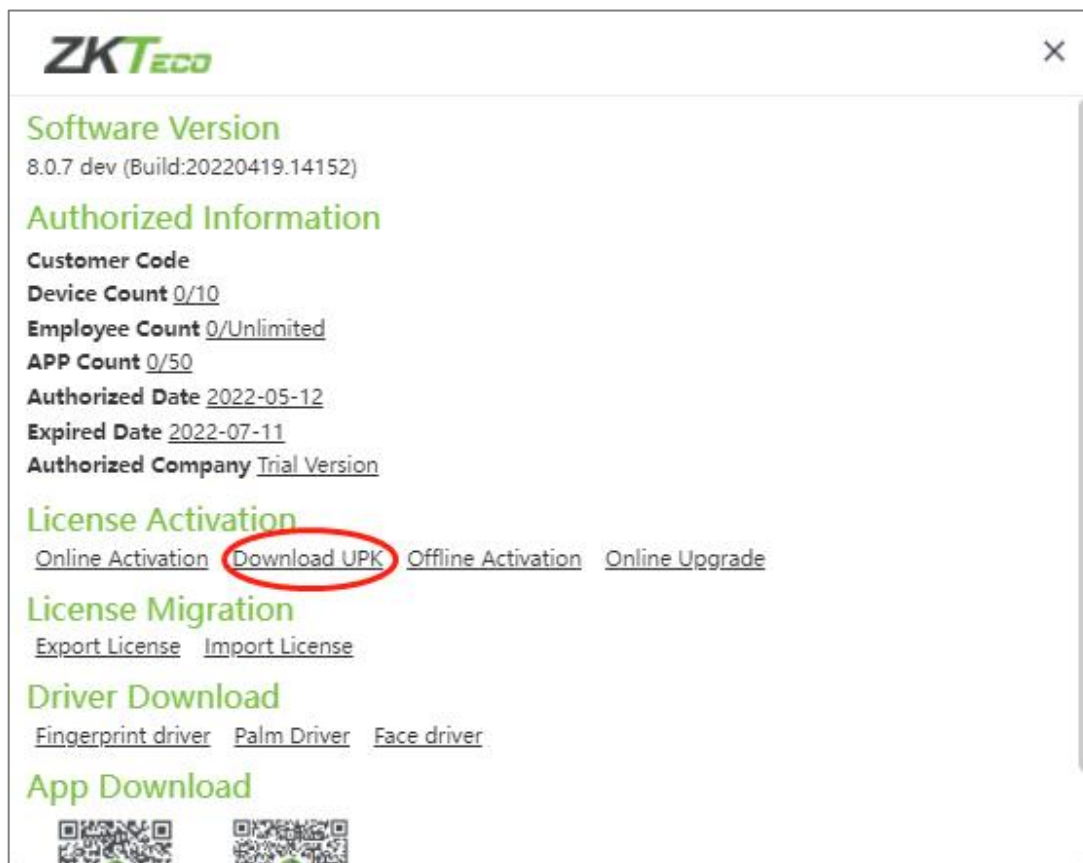 ZKTECO
Software Version
8.0.7 dev (Build:20220419.14152)
Authorized Information
Customer Code
Device Count 0/10
Employee Count 0/Unlimited
APP Count 0/50
Authorized Date 2022-05-12
Expired Date 2022-07-11
Authorized Company Trial Version
License Activation
Online Activation Download UPK Offline Activation Online Upgrade
License Migration
Export License Import License
Driver Download
Fingerprint driver Palm Driver Face driver
App Download